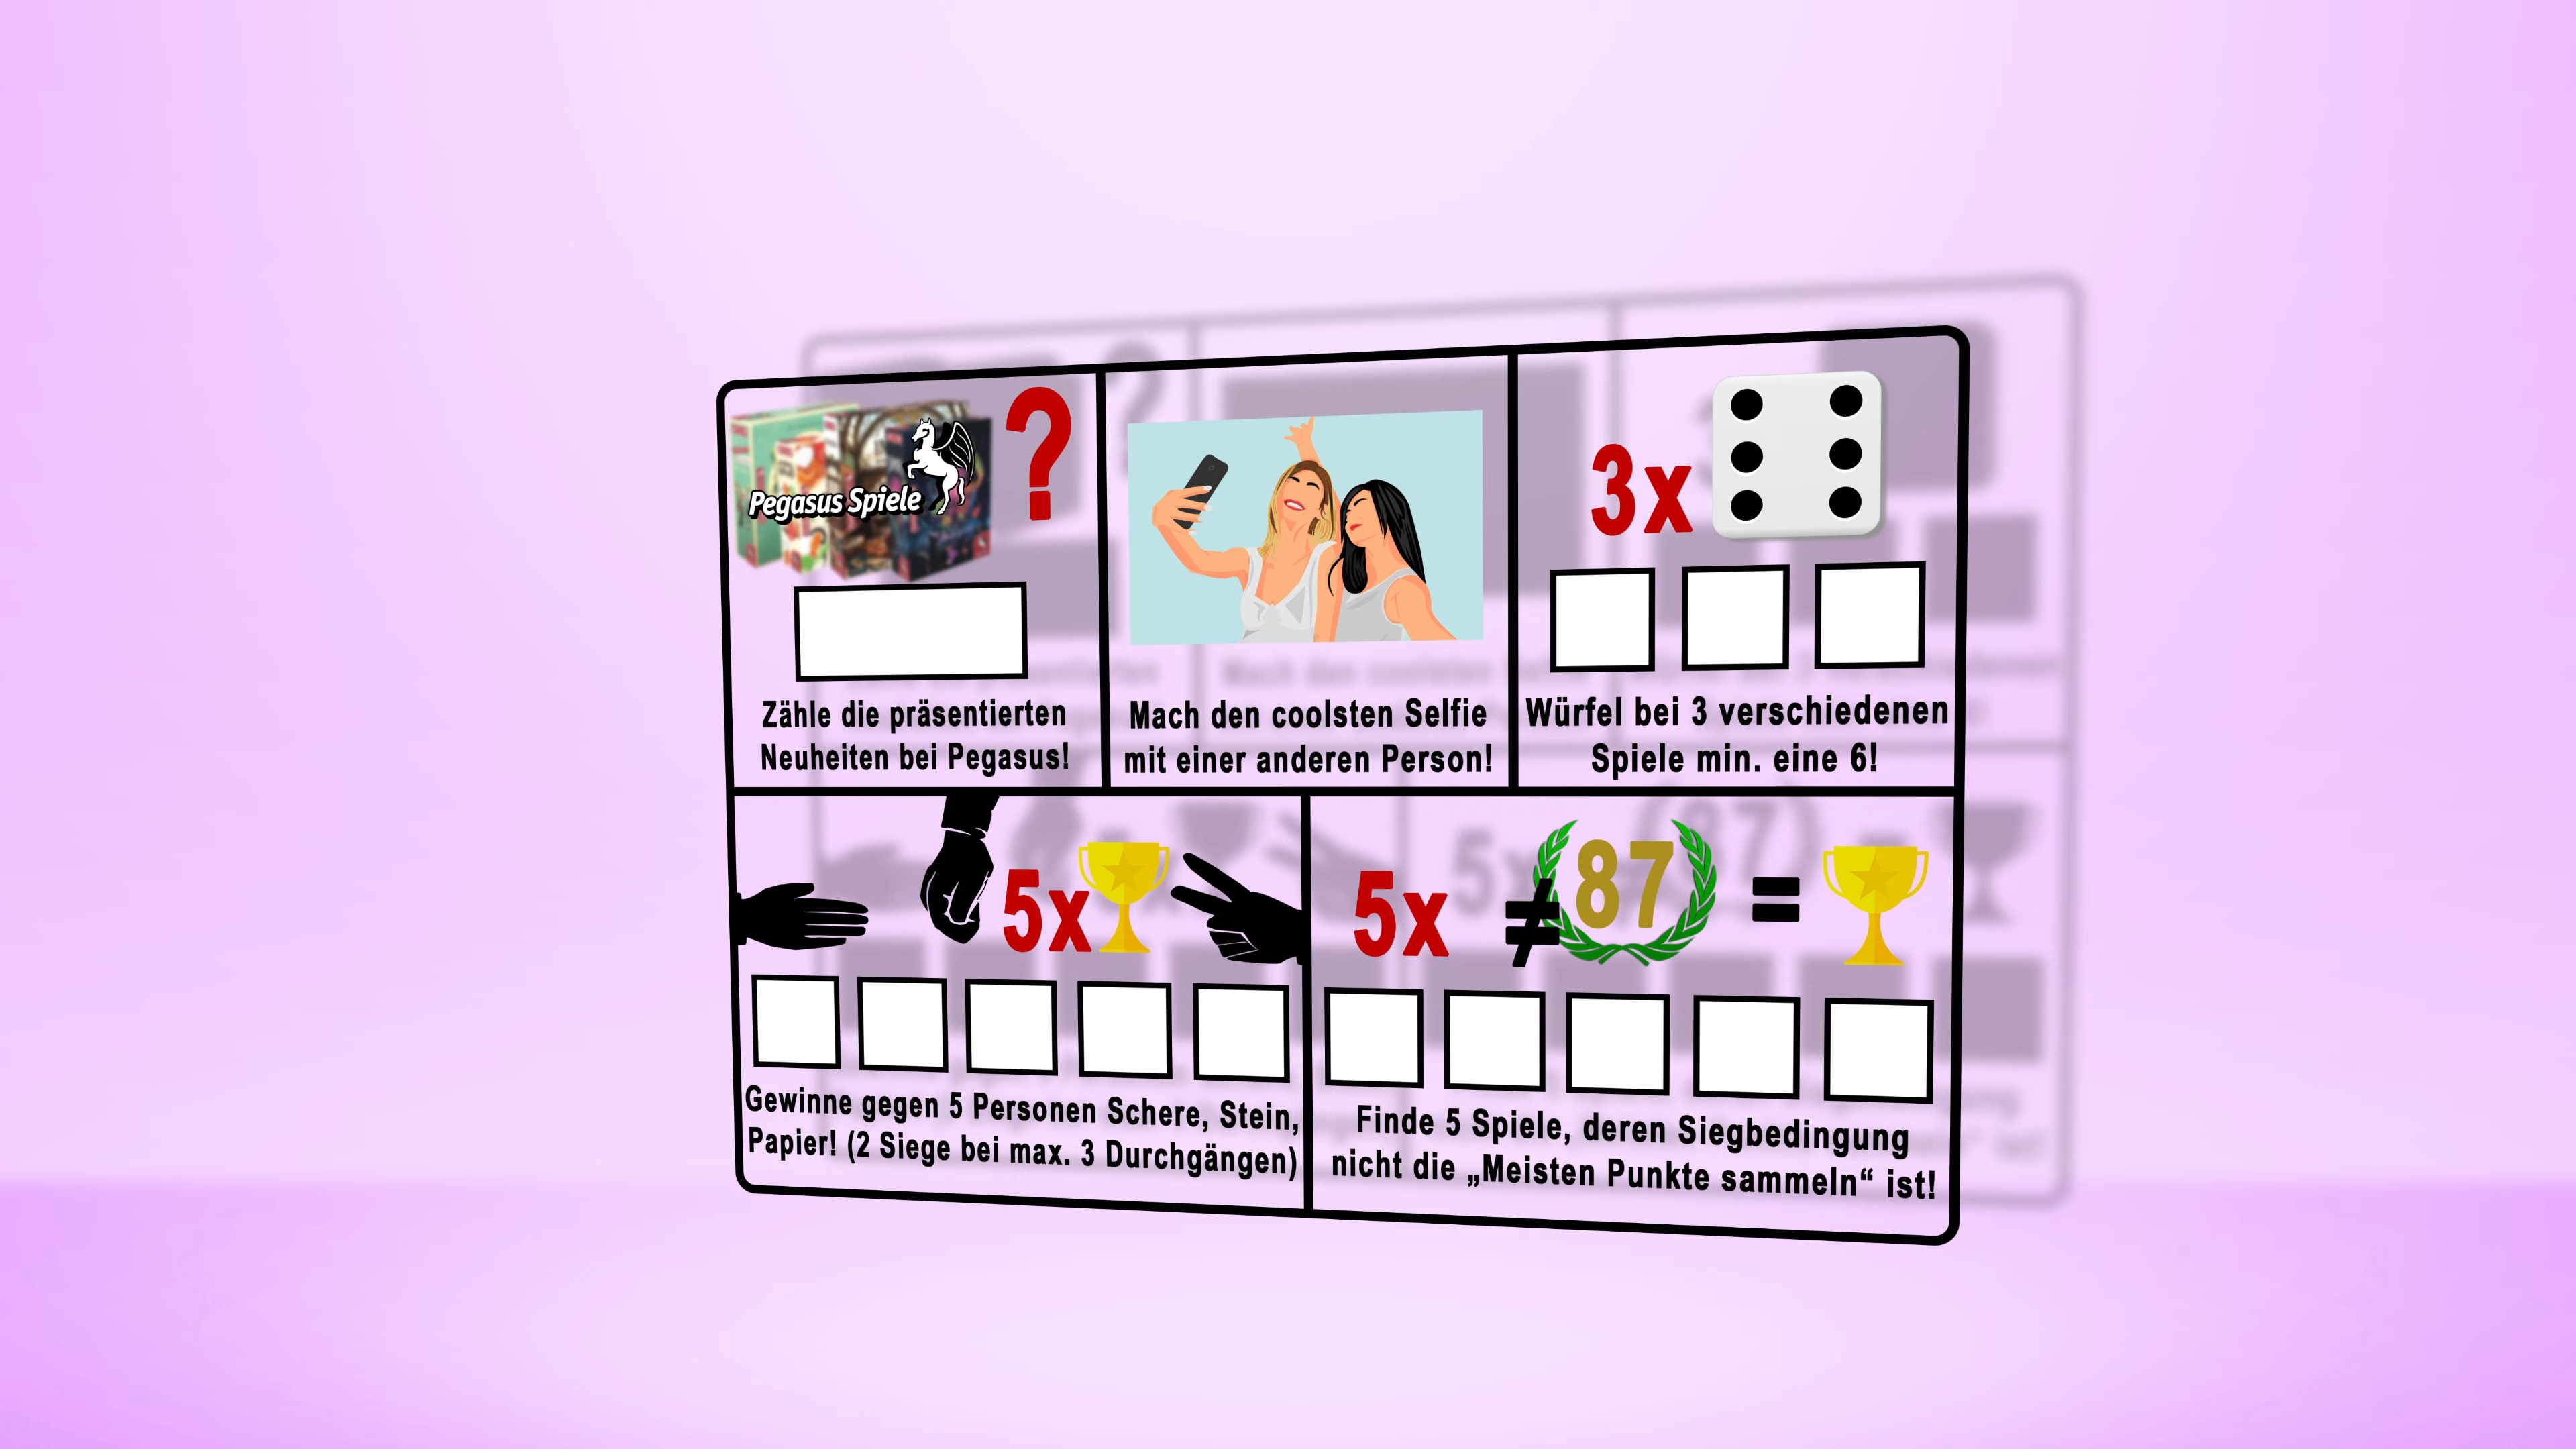 Pegasus Spiele
?
Zähle die präsentierten
Neuheiten bei Pegasus!
Mach den coolsten Selfie
mit einer anderen Person!
3x
Würfel bei 3 verschiedenen
Spiele min. eine 6!
5x
Gewinne gegen 5 Personen Schere, Stein,
Papier! (2 Siege bei max. 3 Durchgängen)
5x ≠ 87 =
Finde 5 Spiele, deren Siegbedingung
nicht die „Meisten Punkte sammeln“ ist!